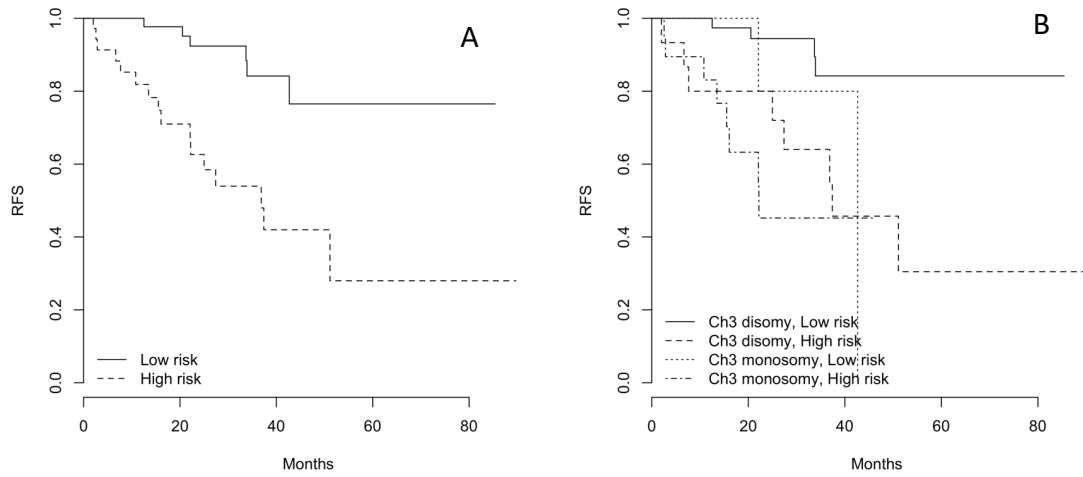 A
1.0
0.8
0.6
0.4
0.2
0.0
RFS
Low risk
High risk
0 20 40 60 80
Months
B
1.0
0.8
0.6
0.4
0.2
0.0
RFS
Ch3 disomy, Low risk
Ch3 disomy, High risk
Ch3 monosomy, Low risk
Ch3 monosomy, High risk
0 20 40 60 80
Months